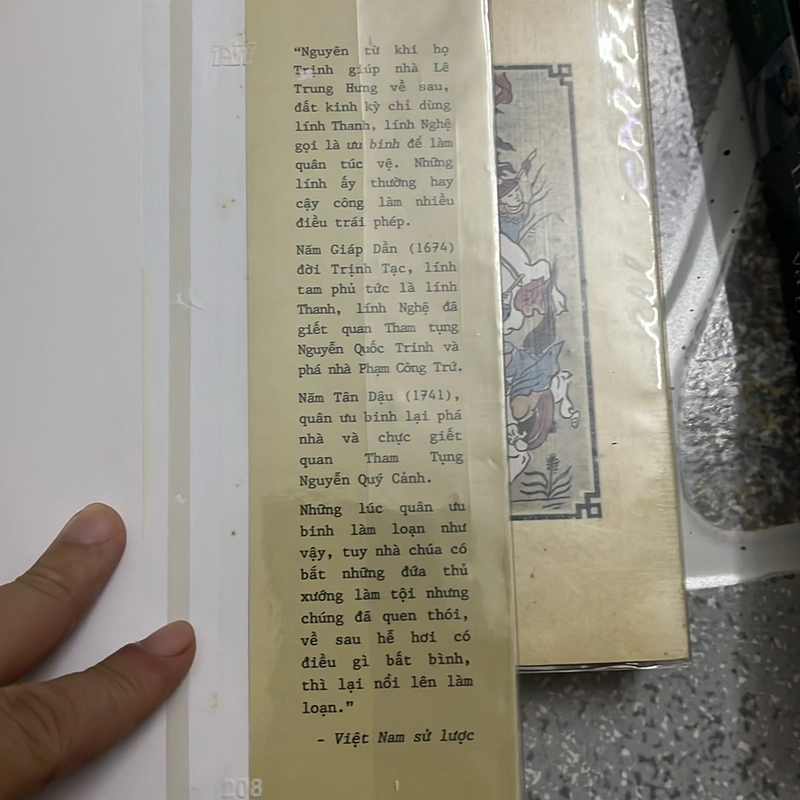 “Nguyên từ khi họ
Trịnh giúp nhà Lê
Trung Hưng về sau,
đất kinh kỳ chỉ dùng
lính Thanh, lính Nghệ
gọi là ưu binh để làm
quân túc vệ. Những
lính ấy thường hay
cậy công làm nhiều
điều trái phép.
Năm Giáp Dần (1674)
đời Trịnh Tạc, lính
tam phủ tức là lính
Thanh, lính Nghệ đã
giết quan Tham tụng
Nguyễn Quốc Trinh và
phá nhà Phạm Công Trứ.
Năm Tân Dậu (1741),
quân ưu binh lại phá
nhà và chực giết
quan Tham Tụng
Nguyễn Quý Cảnh.
Những lúc quân ưu
binh làm loạn như
vậy, tuy nhà chúa có
bắt những đứa thủ
xướng làm tội nhưng
chúng đã quen thói,
về sau hễ hơi có
điều gì bất bình,
thì lại nổi lên làm
loạn.”
- Việt Nam sử lược
208